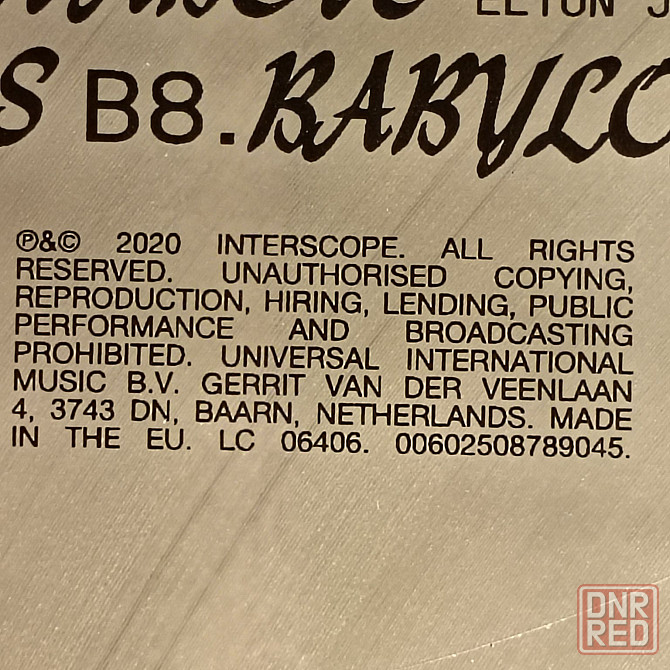 ELTON J
S B8. BABYLO
℗&© 2020 INTERSCOPE. ALL RIGHTS
RESERVED. UNAUTHORISED COPYING,
REPRODUCTION, HIRING, LENDING, PUBLIC
PERFORMANCE AND BROADCASTING
PROHIBITED. UNIVERSAL INTERNATIONAL
MUSIC B.V. GERRIT VAN DER VEENLAAN
4, 3743 DN, BAARN, NETHERLANDS. MADE
IN THE EU. LC 06406. 00602508789045.
DNR
RED